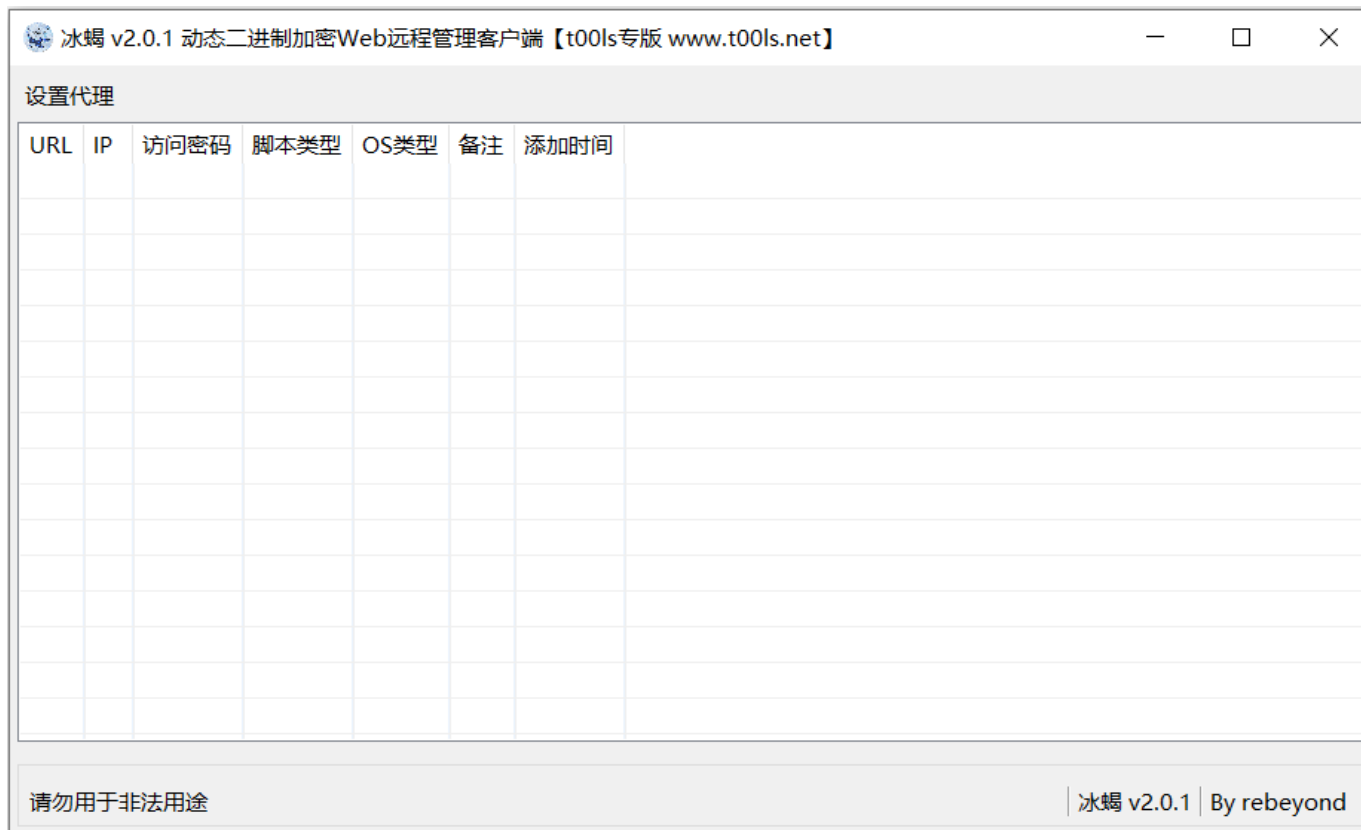 冰蝎 v2.0.1 动态二进制加密Web远程管理客户端【t00ls专版 www.t00ls.net】
设置代理
URL IP 访问密码 脚本类型 OS类型 备注 添加时间
请勿用于非法用途 冰蝎 v2.0.1 By rebeyond